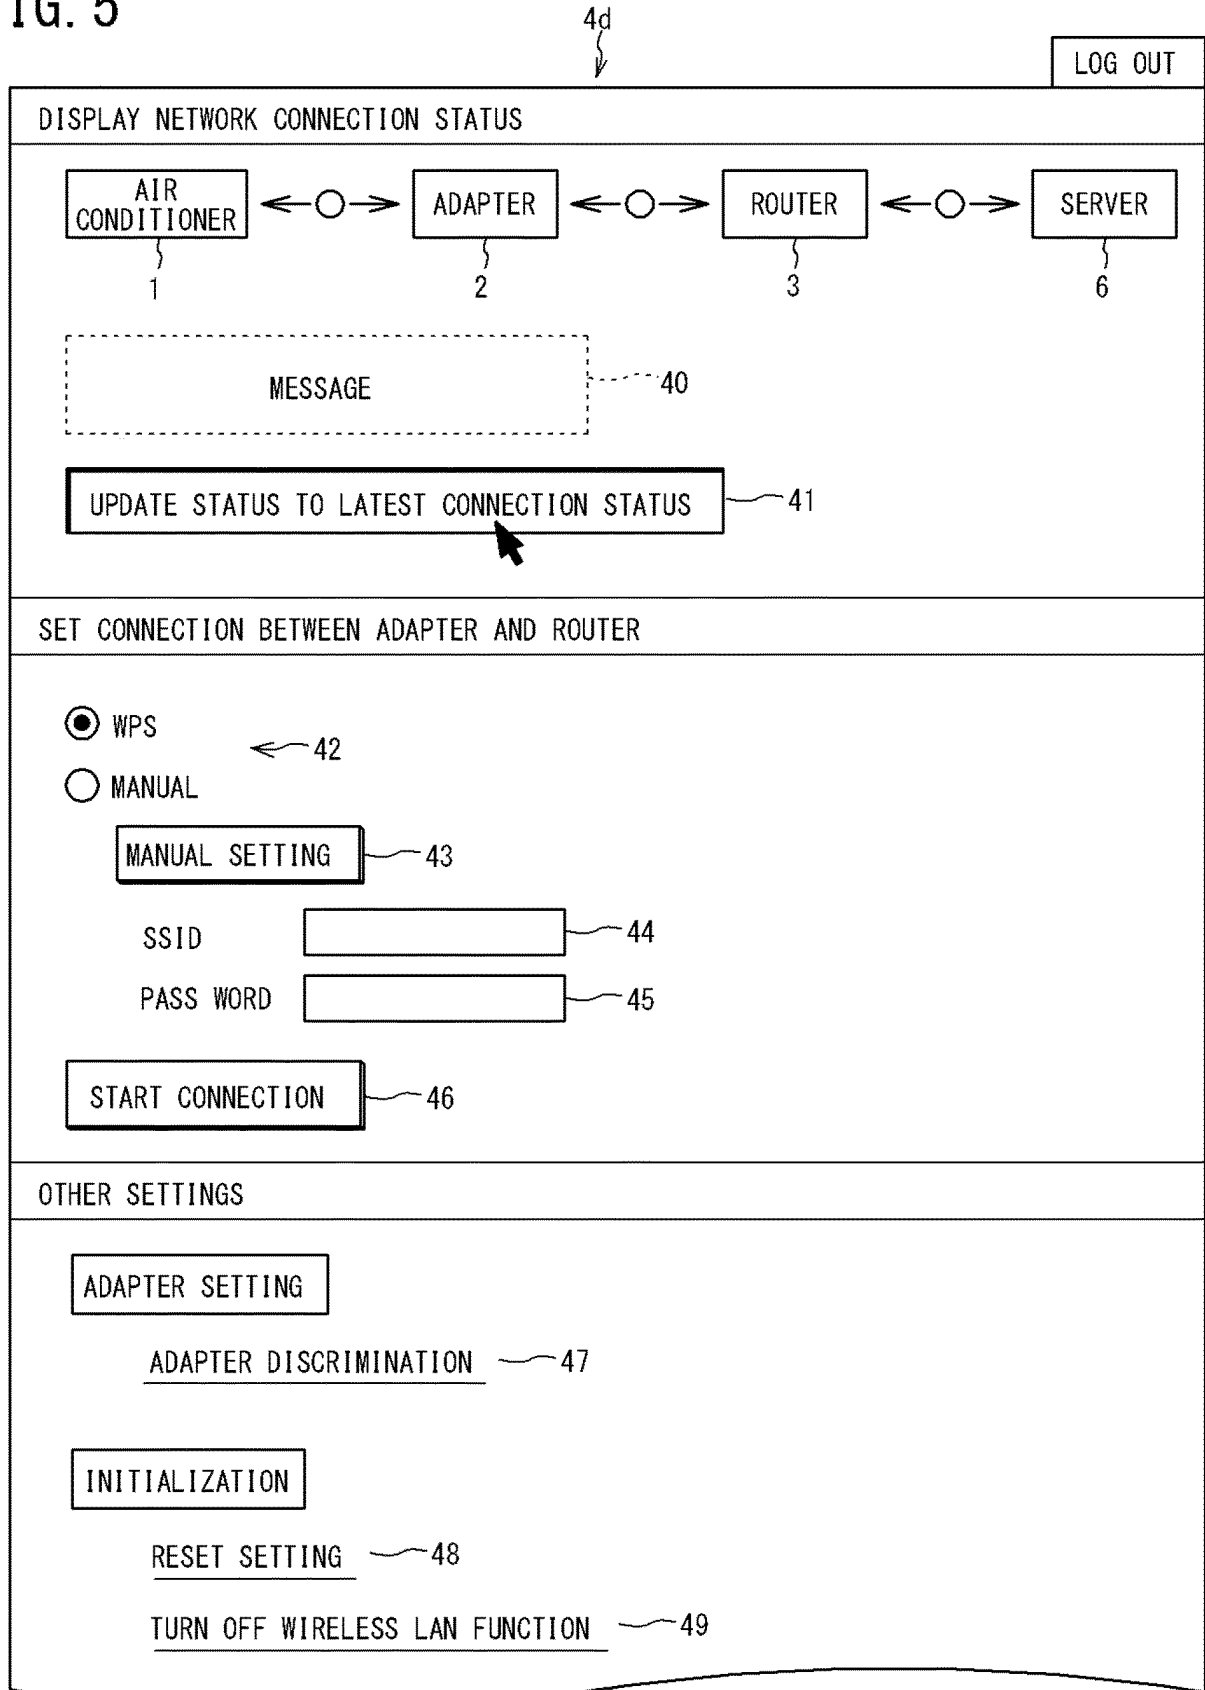 IG. 5
4d
LOG OUT
DISPLAY NETWORK CONNECTION STATUS
AIR CONDITIONER ADAPTER ROUTER SERVER
1 2 3 6
MESSAGE 40
UPDATE STATUS TO LATEST CONNECTION STATUS 41
SET CONNECTION BETWEEN ADAPTER AND ROUTER
WPS
42
MANUAL
MANUAL SETTING 43
SSID 44
PASS WORD 45
START CONNECTION 46
OTHER SETTINGS
ADAPTER SETTING
ADAPTER DISCRIMINATION 47
INITIALIZATION
RESET SETTING 48
TURN OFF WIRELESS LAN FUNCTION 49